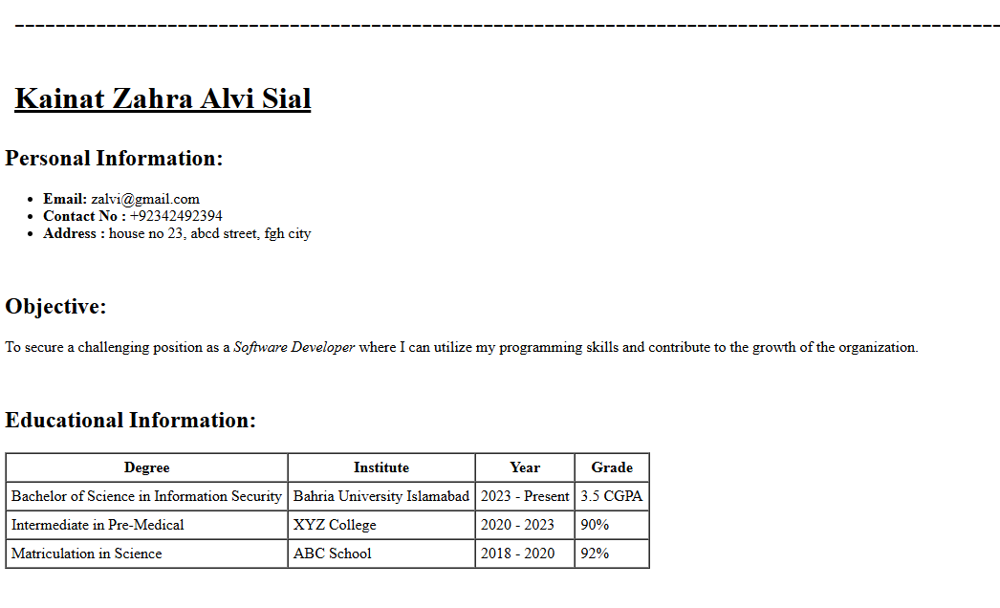 Kainat Zahra Alvi Sial
Personal Information:
• Email: zalvi@gmail.com
• Contact No : +92342492394
• Address : house no 23, abcd street, fgh city
Objective:
To secure a challenging position as a Software Developer where I can utilize my programming skills and contribute to the growth of the organization.
Educational Information:
Degree Institute Year Grade
Bachelor of Science in Information Security Bahria University Islamabad 2023 - Present 3.5 CGPA
Intermediate in Pre-Medical XYZ College 2020 - 2023 90%
Matriculation in Science ABC School 2018 - 2020 92%